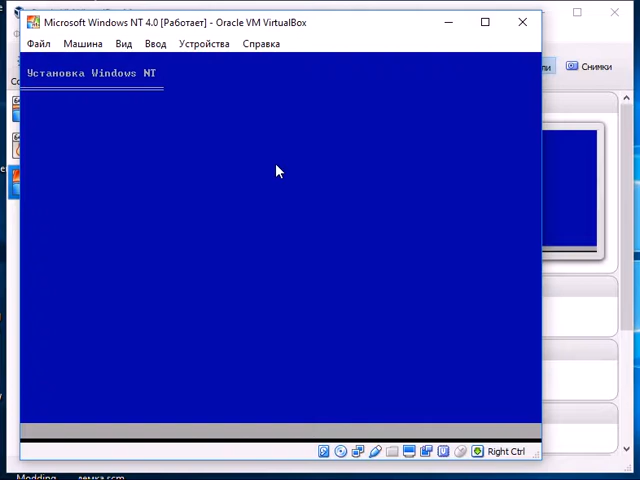 Microsoft Windows NT 4.0 [Работает] - Oracle VM VirtualBox
Файл Машина Вид Ввод Устройства Справка
Установка Windows NT
Снимки
Right Ctrl
Modding